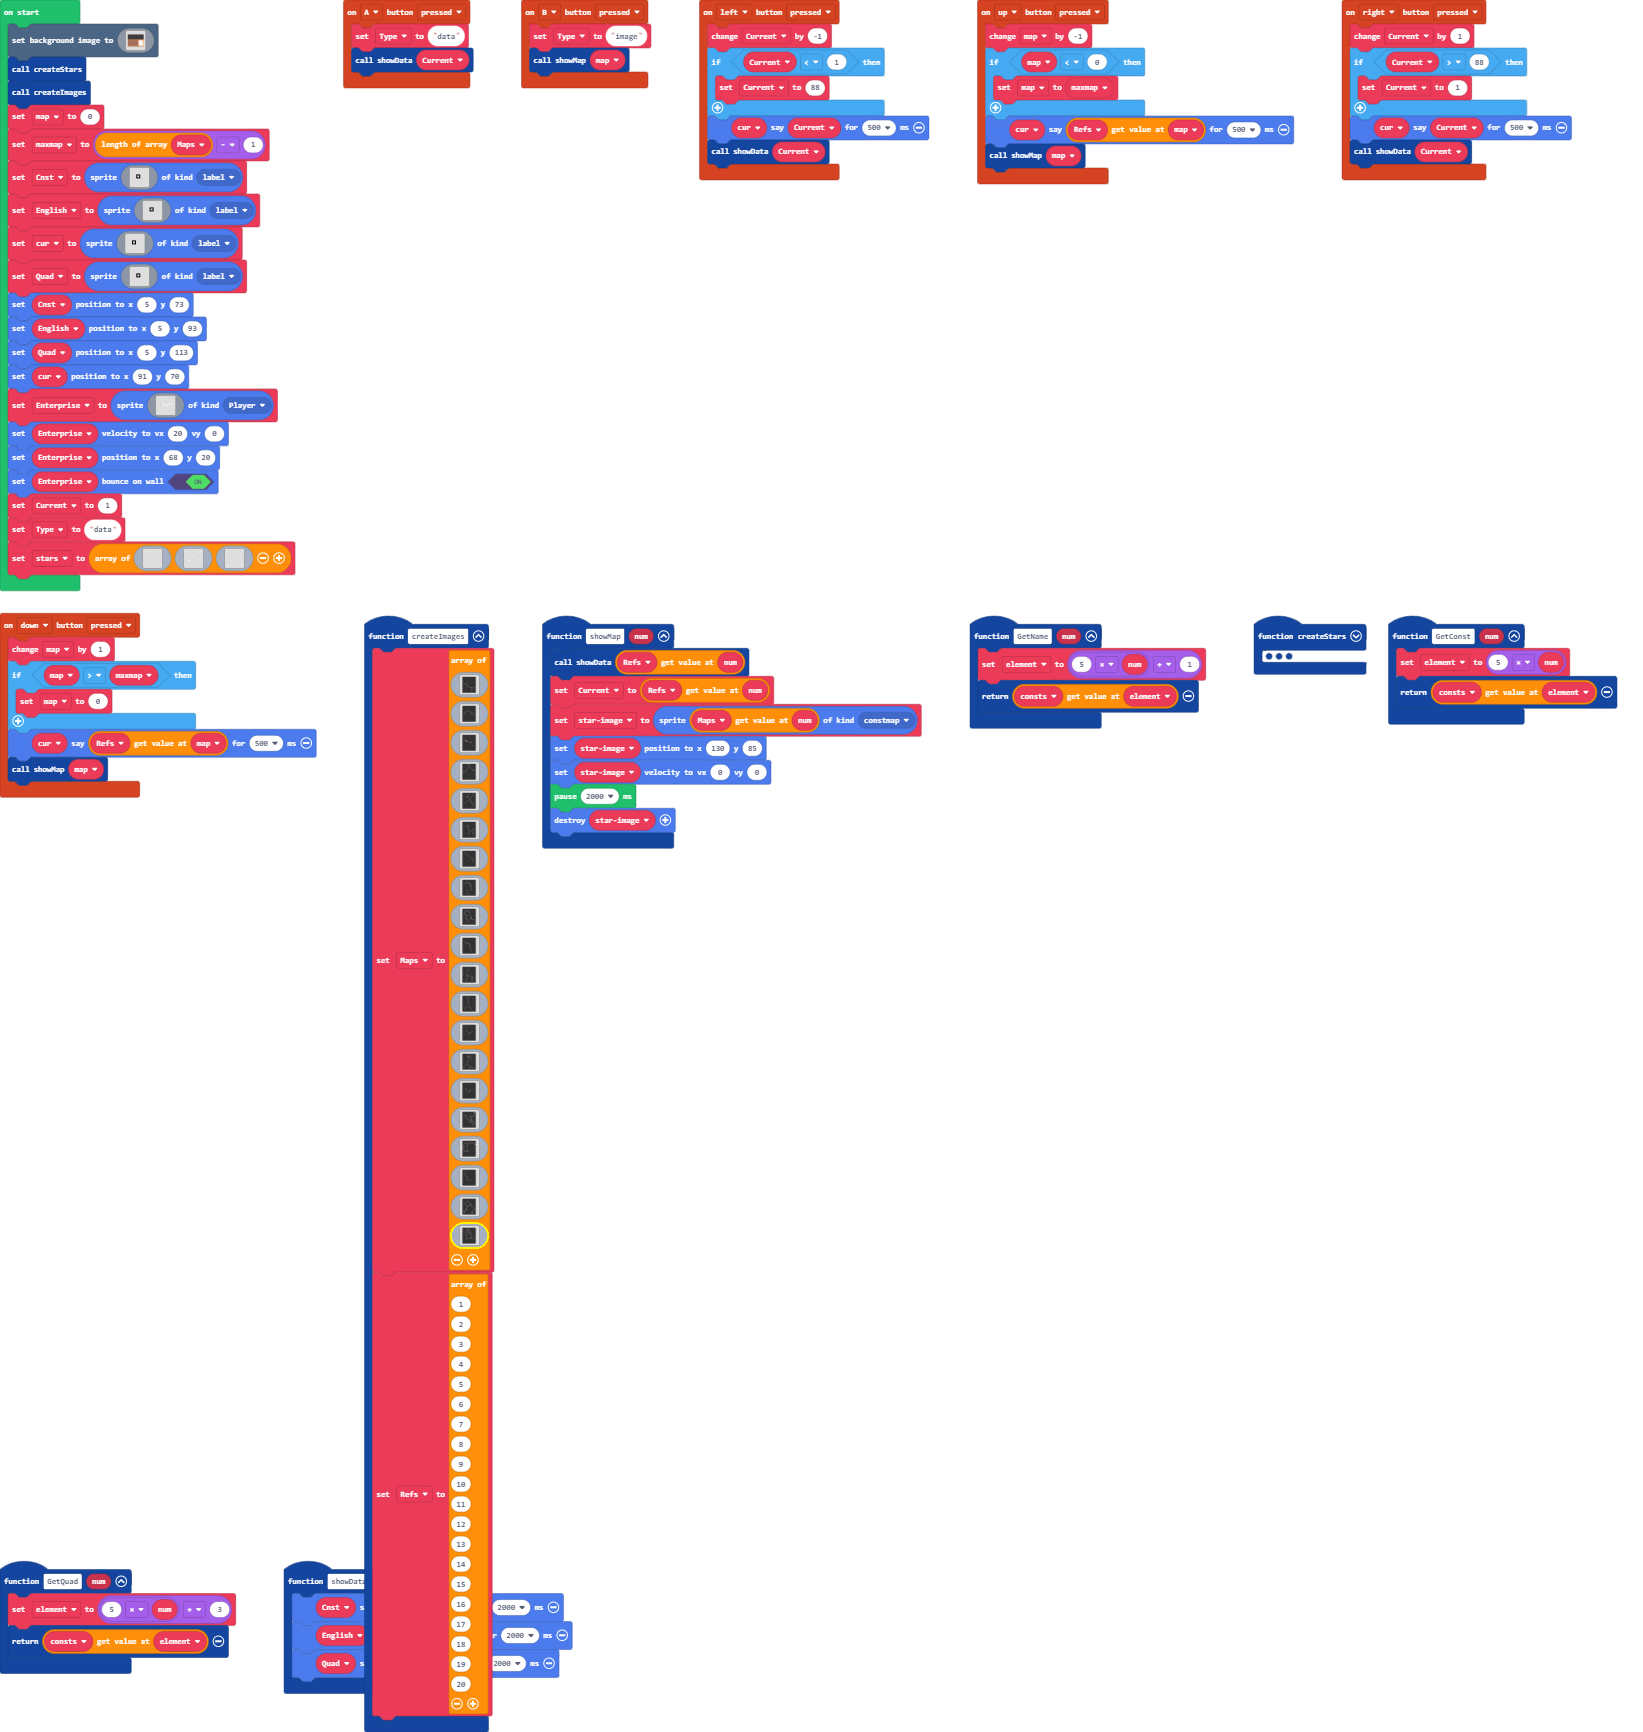 on start
set background image to
call createStars
call createImages
set map to 0
set maxmap to length of array Maps - 1
set Cnst to sprite of kind label
set English to sprite of kind label
set cur to sprite of kind label
set Quad to sprite of kind label
set Cnst position to x 5 y 73
set English position to x 5 y 93
set Quad position to x 5 y 113
set cur position to x 91 y 70
set Enterprise to sprite of kind Player
set Enterprise velocity to vx 20 vy 0
set Enterprise position to x 68 y 20
set Enterprise bounce on wall ON
set Current to 1
set Type to "data"
set stars to array of
on A button pressed
set Type to "data"
call showData Current
on B button pressed
set Type to "image"
call showMap map
on left button pressed
change Current by -1
if Current < 1 then
set Current to 88
cur say Current for 500 ms
call showData Current
on up button pressed
change map by -1
if map < 0 then
set map to maxmap
cur say Refs get value at map for 500 ms
call showMap map
on right button pressed
change Current by 1
if Current > 88 then
set Current to 1
cur say Current for 500 ms
call showData Current
on down button pressed
change map by 1
if map > maxmap then
set map to 0
cur say Refs get value at map for 500 ms
call showMap map
function createImages
array of
set Maps to
array of
1
2
3
4
5
6
7
8
9
10
11
set Refs to
12
13
14
15
16
17
18
19
20
function showMap num
call showData Refs get value at num
set Current to Refs get value at num
set star-image to sprite Maps get value at num of kind constmap
set star-image position to x 130 y 85
set star-image velocity to vx 0 vy 0
pause 2000 ms
destroy star-image
function GetName num
set element to 5 × num + 1
return consts get value at element
function createStars
function GetConst num
set element to 5 × num
return consts get value at element
function GetQuad num
set element to 5 × num + 3
return consts get value at element
function showData
Cnst s 2000 ms
English r 2000 ms
Quad s 2000 ms